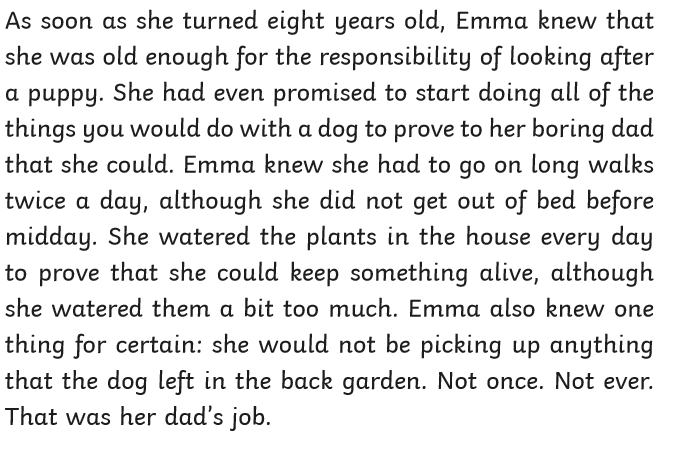 As soon as she turned eight years old, Emma knew that
she was old enough for the responsibility of looking after
a puppy. She had even promised to start doing all of the
things you would do with a dog to prove to her boring dad
that she could. Emma knew she had to go on long walks
twice a day, although she did not get out of bed before
midday. She watered the plants in the house every day
to prove that she could keep something alive, although
she watered them a bit too much. Emma also knew one
thing for certain: she would not be picking up anything
that the dog left in the back garden. Not once. Not ever.
That was her dad’s job.